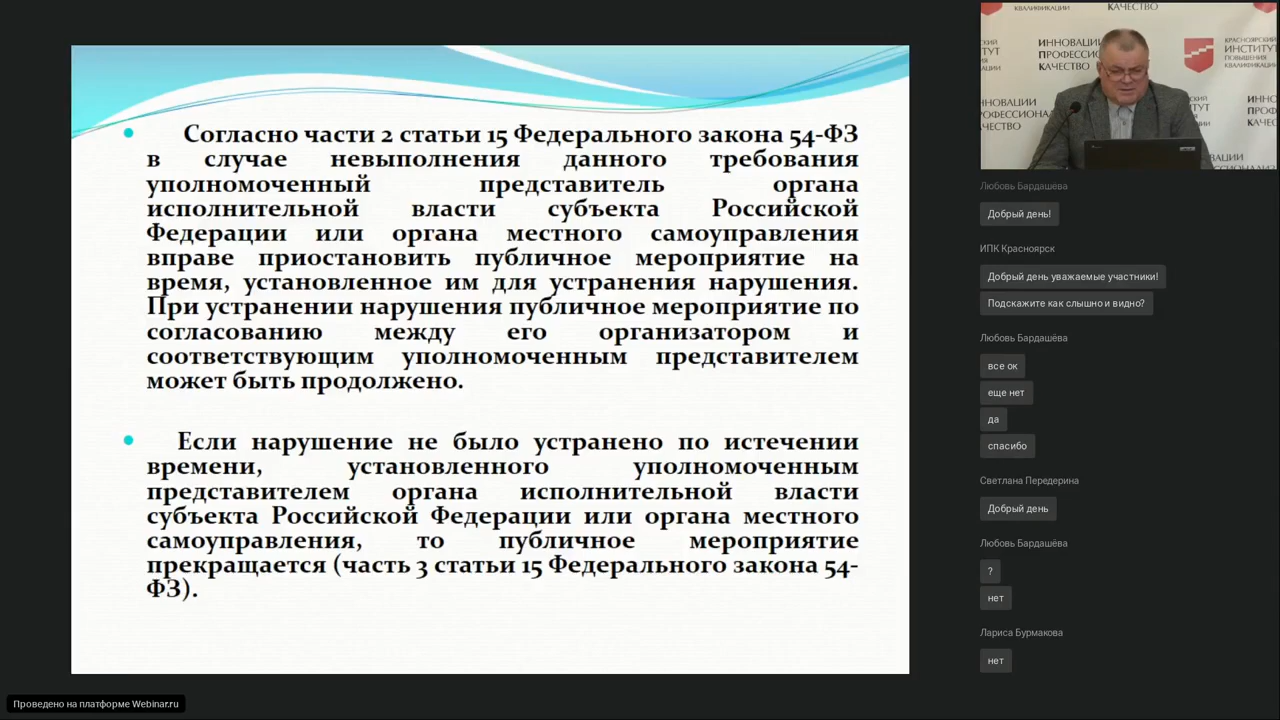 Согласно части 2 статьи 15 Федерального закона 54-ФЗ
в случае невыполнения данного требования
уполномоченный представитель органа
исполнительной власти субъекта Российской
Федерации или органа местного самоуправления
вправе приостановить публичное мероприятие на
время, установленное им для устранения нарушения.
При устранении нарушения публичное мероприятие по
согласованию между его организатором и
соответствующим уполномоченным представителем
может быть продолжено.
Если нарушение не было устранено по истечении
времени, установленного уполномоченным
представителем органа исполнительной власти
субъекта Российской Федерации или органа местного
самоуправления, то публичное мероприятие
прекращается (часть 3 статьи 15 Федерального закона 54-
ФЗ).
КВАЛИФИКАЦИИ
КАЧЕСТВО
ИННОВАЦИИ
КАЧЕСТВО
КРАСНОЯРСКИЙ
ИНСТИТУТ
ПОВЫШЕНИЯ
КВАЛИФИКАЦИИ
Любовь Бардашёва
Добрый день!
ИПК Красноярск
Добрый день уважаемые участники!
Подскажите как слышно и видно?
Любовь Бардашёва
все ок
еще нет
да
спасибо
Светлана Передерина
Добрый день
Любовь Бардашёва
?
нет
Лариса Бурмакова
нет
Проведено на платформе Webinar.ru